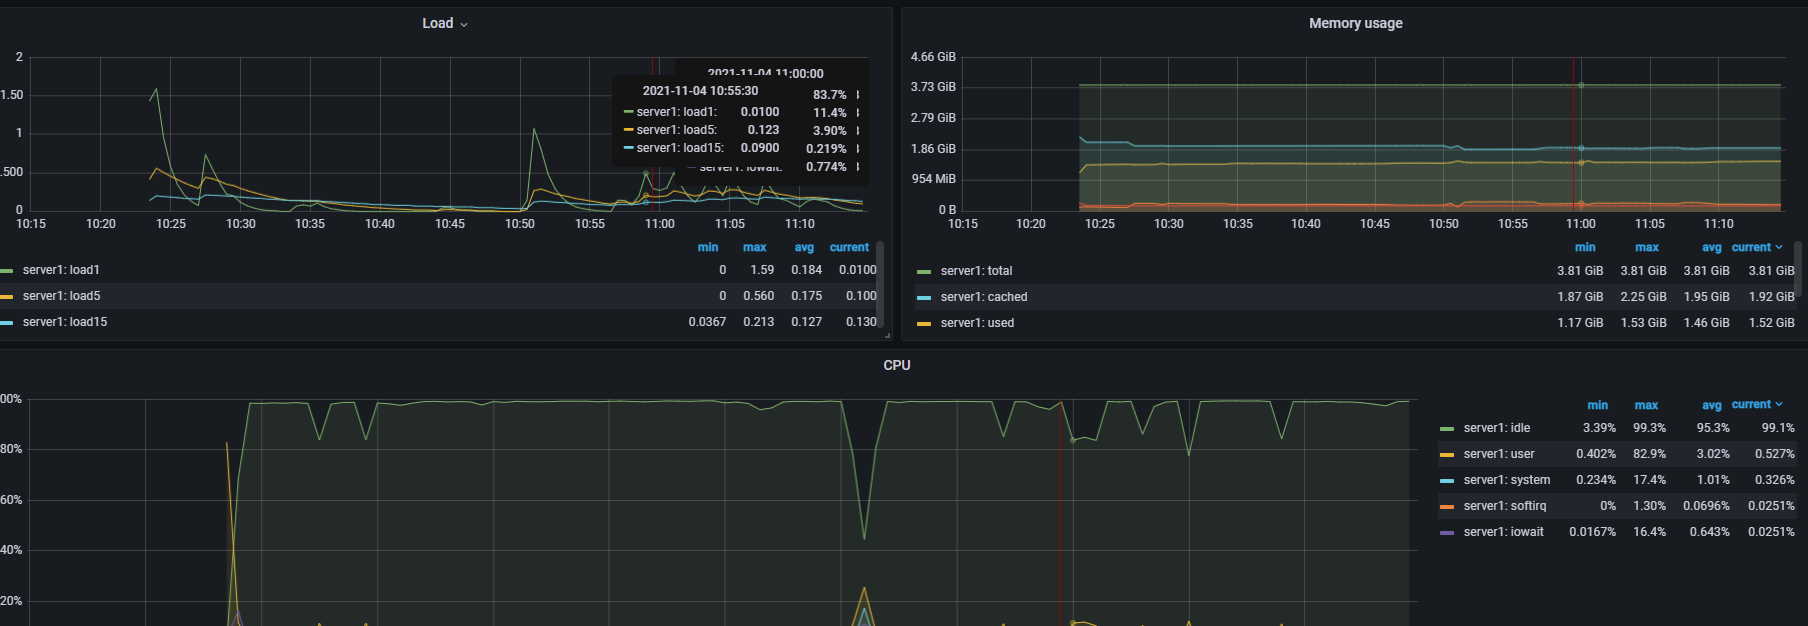 Load
2
1.50
1
.500
0
10:15 10:20 10:25 10:30 10:35 10:40 10:45 10:50 10:55 11:00 11:05 11:10
2021-11-04 11:00:00
2021-11-04 10:55:30
83.7%
server1: load1: 0.0100
11.4%
server1: load5: 0.123
3.90%
server1: load15: 0.0900
0.219%
server1: iowait: 0.774%
min max avg current
server1: load1 0 1.59 0.184 0.0100
server1: load5 0 0.560 0.175 0.100
server1: load15 0.0367 0.213 0.127 0.130
Memory usage
4.66 GiB
3.73 GiB
2.79 GiB
1.86 GiB
954 MiB
0 B
10:15 10:20 10:25 10:30 10:35 10:40 10:45 10:50 10:55 11:00 11:05 11:10
min max avg current
server1: total 3.81 GiB 3.81 GiB 3.81 GiB 3.81 GiB
server1: cached 1.87 GiB 2.25 GiB 1.95 GiB 1.92 GiB
server1: used 1.17 GiB 1.53 GiB 1.46 GiB 1.52 GiB
CPU
00%
80%
60%
40%
20%
min max avg current
server1: idle 3.39% 99.3% 95.3% 99.1%
server1: user 0.402% 82.9% 3.02% 0.527%
server1: system 0.234% 17.4% 1.01% 0.326%
server1: softirq 0% 1.30% 0.0696% 0.0251%
server1: iowait 0.0167% 16.4% 0.643% 0.0251%